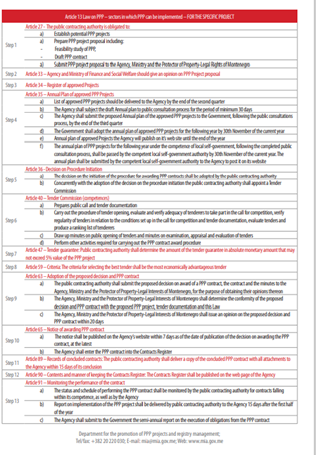 Article 13 Law on PPP – sectors in which PPP can be implemented – FOR THE SPECIFIC PROJECT
Step 1
Article 27 - The public contracting authority is obligated to:
a) Establish potential PPP projects
b) Prepare PPP project proposal including:
- Feasibility study of PPP,
- Draft PPP contract
a) Submit PPP project proposal to the Agency, Ministry and the Protector of Property-Legal Rights of Montenegro
Step 2
Article 33 – Agency and Ministry of Finance and Social Welfare should give an opinion on PPP Project proposal
Step 3
Article 34 – Register of approved Projects
Step 4
Article 35 – Annual Plan of approved PPP Projects
a) List of approved PPP projects should be delivered to the Agency by the end of the second quarter
b) The Agency shall subject the draft Annual plan to public consultation process for the period of minimum 30 days
c) The Agency shall submit the proposed Annual plan of the approved PPP projects to the Government, following the public consultations
process, by the end of the third quarter
d) The Government shall adopt the annual plan of approved PPP projects for the following year by 30th November of the current year
e) Annual plan of approved Projects the Agency will publish on it's web site until the end of the year
f) The annual plan of PPP projects for the following year under the competence of local self-government, following the completed public
consultation process, shall be passed by the competent local self-government authority by 30th November of the current year. The
annual plan shall be submitted by the competent local self-government authority to the Agency to post it on its website
Step 5
Article 36 - Decision on Procedure Initiation
a) The decision on the initiation of the procedure for awarding PPP contracts shall be adopted by the public contracting authority
b) Concurrently with the adoption of the decision on the procedure initiation the public contracting authority shall appoint a Tender
Commission
Step 6
Article 40 – Tender Commission (competences)
a) Prepares public call and tender documentation
b) Carry out the procedure of tender opening, evaluate and verify adequacy of tenderers to take part in the call for competition, verify
regularity of tenders in relation to the conditions set up in the call for competition and tender documentation, evaluate tenders and
produce a ranking list of tenderers
c) Draw up minutes on public opening of tenders and minutes on examination, appraisal and evaluation of tenders
d) Perform other activities required for carrying out the PPP contract award procedure
Step 7
Article 47 – Tender guarantee: Public contracting authority shall determine the amount of the tender guarantee in absolute monetary amount that may
not exceed 5% value of the PPP project
Step 8
Article 59 – Criteria: The criteria for selecting the best tender shall be the most economically advantageous tender
Step 9
Article 63 – Adoption of the proposed decision and PPP contract
a) The public contracting authority shall submit the proposed decision on award of a PPP contract, the contract and the minutes to the
Agency, Ministry and the Protector of Property-Legal Interests of Montenegro, for the purpose of obtaining their opinions thereon
b) The Agency, Ministry and the Protector of Property-Legal Interests of Montenegro shall determine the conformity of the proposed
decision and PPP contract with the proposed PPP project, tender documentation and this Law
c) The Agency, Ministry and the Protector of Property-Legal Interests of Montenegro shall issue an opinion on the proposed decision and
PPP contract within 20 days
Step 10
Article 65 – Notice of awarding PPP contract
a) The notice shall be published on the Agency's website within 7 days as of the date of publication of the decision on awarding the PPP
contract, at the latest
b) The Agency shall enter the PPP contract into the Contracts Register
Step 11
Article 89 – Records of concluded contracts: The public contracting authority shall deliver a copy of the concluded PPP contract with all attachments to
the Agency within 15 days of its conclusion
Step 12
Article 90 – Contents and manner of keeping the Contracts Register: The Contracts Register shall be published on the web page of the Agency
Step 13
Article 91 – Monitoring the performance of the contract
a) The status and schedule of performing the PPP contract shall be monitored by the public contracting authority for contracts falling
within its competence, as well as by the Agency
b) Report on implementation of the PPP project shall be delivered by public contracting authority to the Agency 15 days after the first half
of the year
c) The Agency shall submit to the Government the semi-annual report on the execution of obligations from the PPP contract
Department for the promotion of PPP projects and registry management;
Tel/fax: +382 20 220 030; E-mail: mia@mia.gov.me; Web: www.mia.gov.me